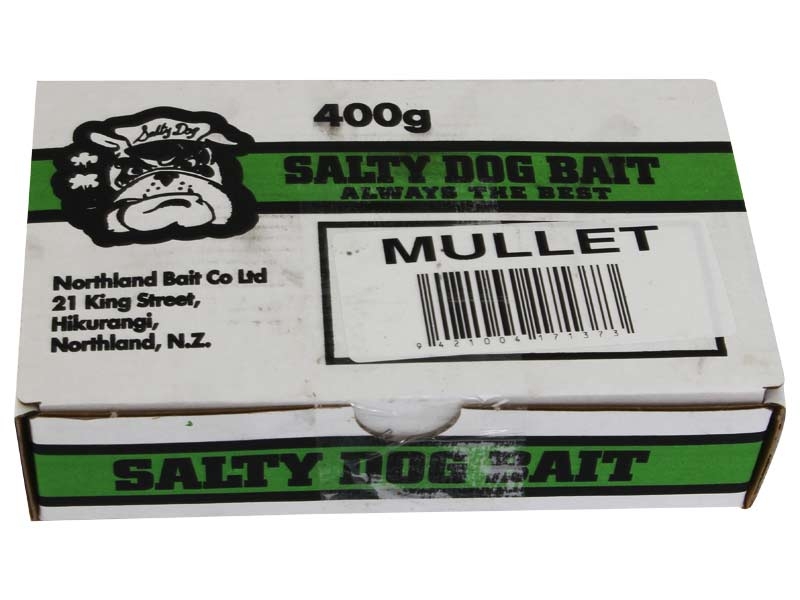 Salty Dog
400g
SALTY DOG BAIT
ALWAYS THE BEST
MULLET
9 421004 171373
Northland Bait Co Ltd
21 King Street,
Hikurangi,
Northland, N.Z.
SALTY DOG BAIT